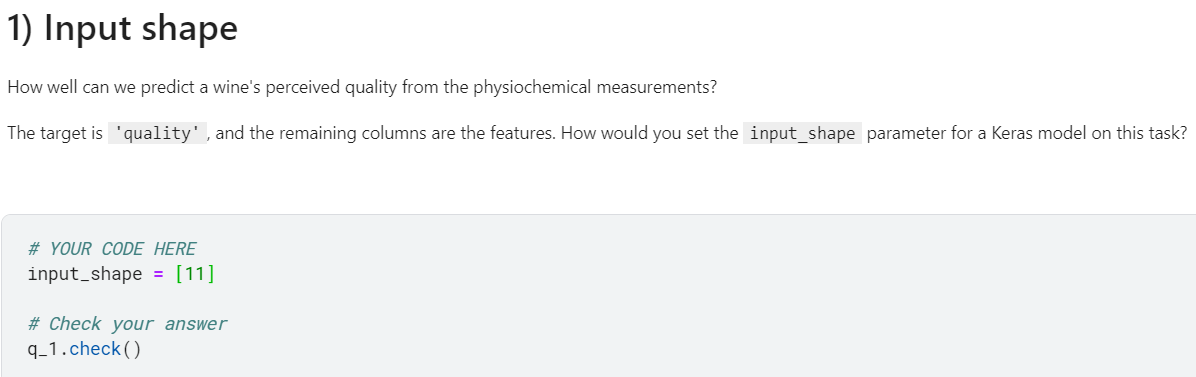 1) Input shape
How well can we predict a wine's perceived quality from the physiochemical measurements?
The target is 'quality', and the remaining columns are the features. How would you set the input_shape parameter for a Keras model on this task?
# YOUR CODE HERE
input_shape = [11]
# Check your answer
q_1.check()